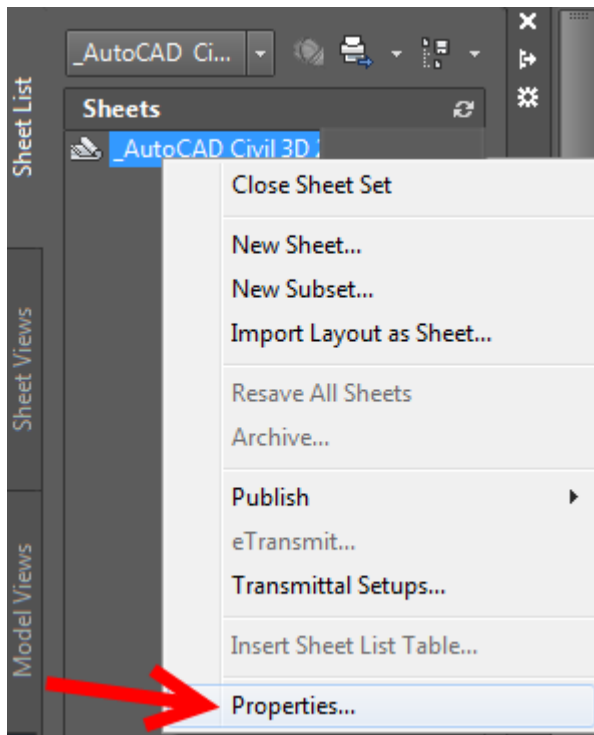 _AutoCAD Ci...
Sheets
_AutoCAD Civil 3D
Close Sheet Set
New Sheet...
New Subset...
Import Layout as Sheet...
Resave All Sheets
Archive...
Publish
eTransmit...
Transmittal Setups...
Insert Sheet List Table...
Properties...
Sheet List
Sheet Views
Model Views